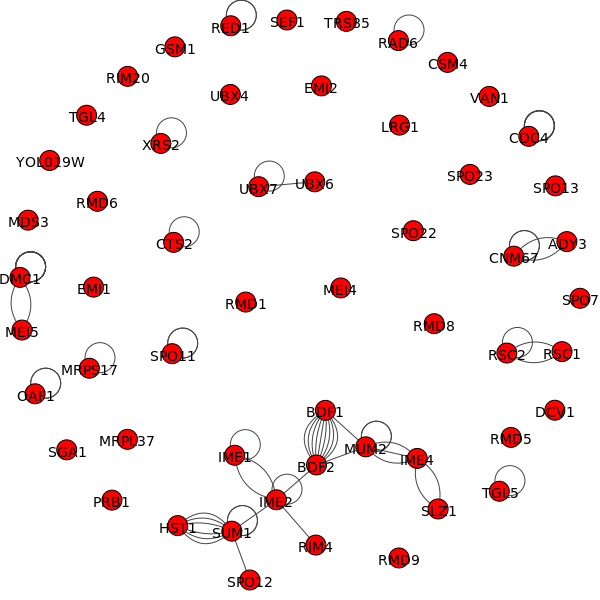 RED1
SEF1
TRS85
RAD6
GSM1
CSM4
RIM20
UBX4
EMI2
VAN1
TGL4
LRG1
CDC4
XRS2
YOL019W
UBX7
UBX6
SPO23
SPO13
RMD6
MDS3
CTS2
SPO22
CNM67
ADY3
DMC1
EMI1
RMD1
MEI4
SPO7
MEI5
RMD8
MRPS17
SPO11
RSC2
RSC1
OAF1
BDF1
DCV1
SGA1
MRPL37
IME1
MUM2
IME4
RMD5
BDF2
PRB1
IME2
TGL5
SLZ1
HST1
SUM1
RIM4
RMD9
SPO12